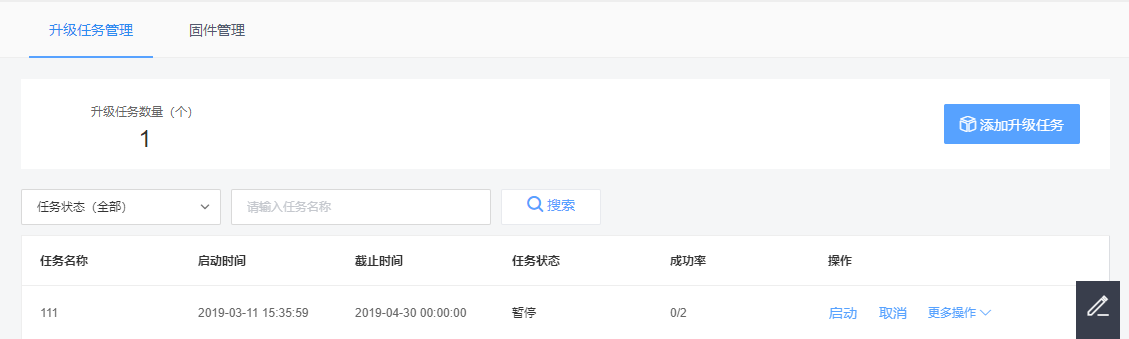 升级任务管理 固件管理
升级任务数量（个）
1
添加升级任务
任务状态（全部） 请输入任务名称 搜索
任务名称 启动时间 截止时间 任务状态 成功率 操作
111 2019-03-11 15:35:59 2019-04-30 00:00:00 暂停 0/2 启动 取消 更多操作